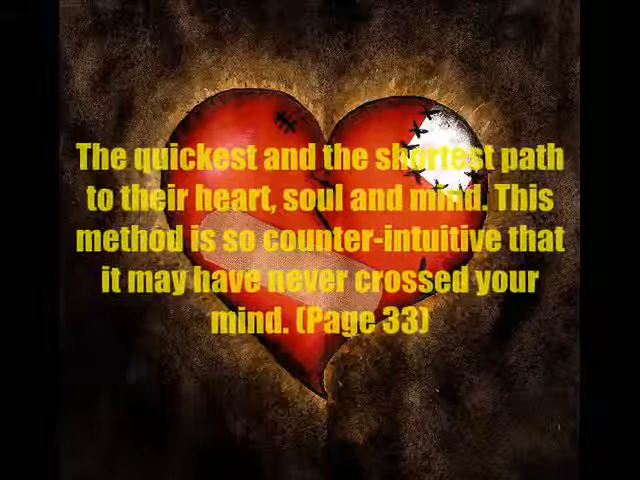 The quickest and the shortest path
to their heart, soul and mind. This
method is so counter-intuitive that
it may have never crossed your
mind. (Page 33)